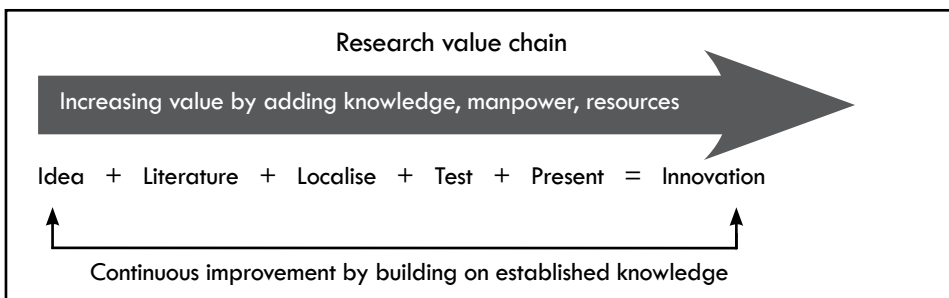 Research value chain
Increasing value by adding knowledge, manpower, resources
Idea + Literature + Localise + Test + Present = Innovation
Continuous improvement by building on established knowledge